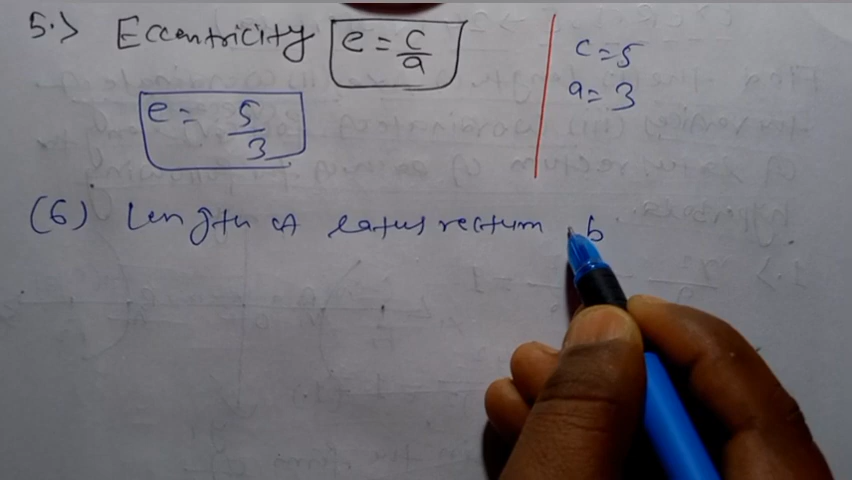 5.> Eccentricity e = c/a
c = 5
a = 3
e = 5/3
(6) Length of latus rectum b